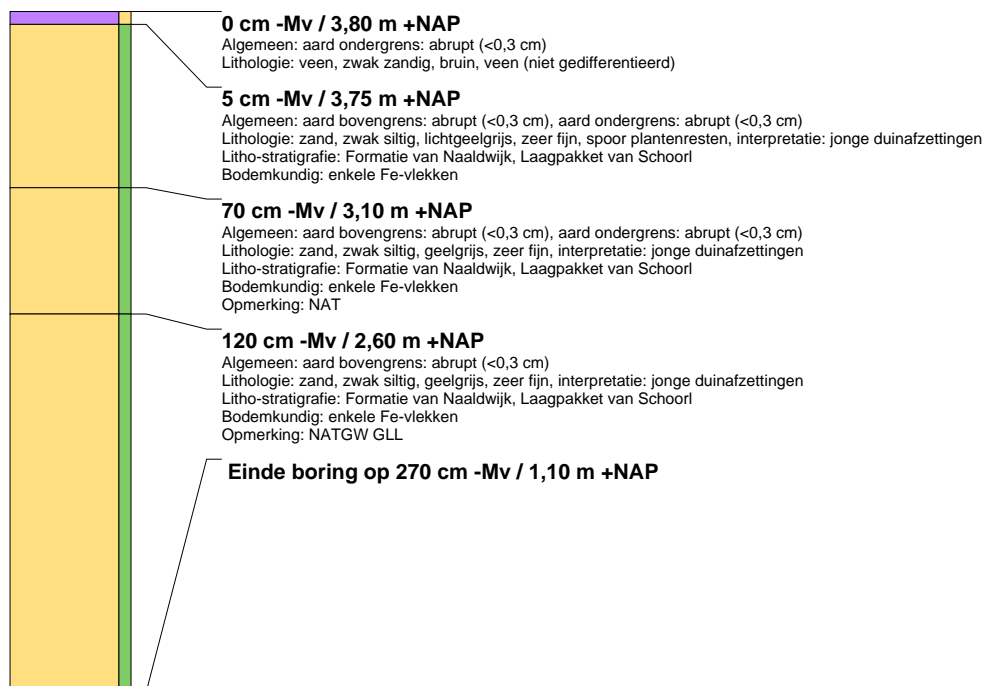 0 cm -Mv / 3,80 m +NAP
Algemeen: aard ondergrens: abrupt (<0,3 cm)
Lithologie: veen, zwak zandig, bruin, veen (niet gedifferentieerd)
5 cm -Mv / 3,75 m +NAP
Algemeen: aard bovengrens: abrupt (<0,3 cm), aard ondergrens: abrupt (<0,3 cm)
Lithologie: zand, zwak siltig, lichtgeelgrijs, zeer fijn, spoor plantenresten, interpretatie: jonge duinafzettingen
Litho-stratigrafie: Formatie van Naaldwijk, Laagpakket van Schoorl
Bodemkundig: enkele Fe-vlekken
70 cm -Mv / 3,10 m +NAP
Algemeen: aard bovengrens: abrupt (<0,3 cm), aard ondergrens: abrupt (<0,3 cm)
Lithologie: zand, zwak siltig, geelgrijs, zeer fijn, interpretatie: jonge duinafzettingen
Litho-stratigrafie: Formatie van Naaldwijk, Laagpakket van Schoorl
Bodemkundig: enkele Fe-vlekken
Opmerking: NAT
120 cm -Mv / 2,60 m +NAP
Algemeen: aard bovengrens: abrupt (<0,3 cm)
Lithologie: zand, zwak siltig, geelgrijs, zeer fijn, interpretatie: jonge duinafzettingen
Litho-stratigrafie: Formatie van Naaldwijk, Laagpakket van Schoorl
Bodemkundig: enkele Fe-vlekken
Opmerking: NATGW GLL
Einde boring op 270 cm -Mv / 1,10 m +NAP